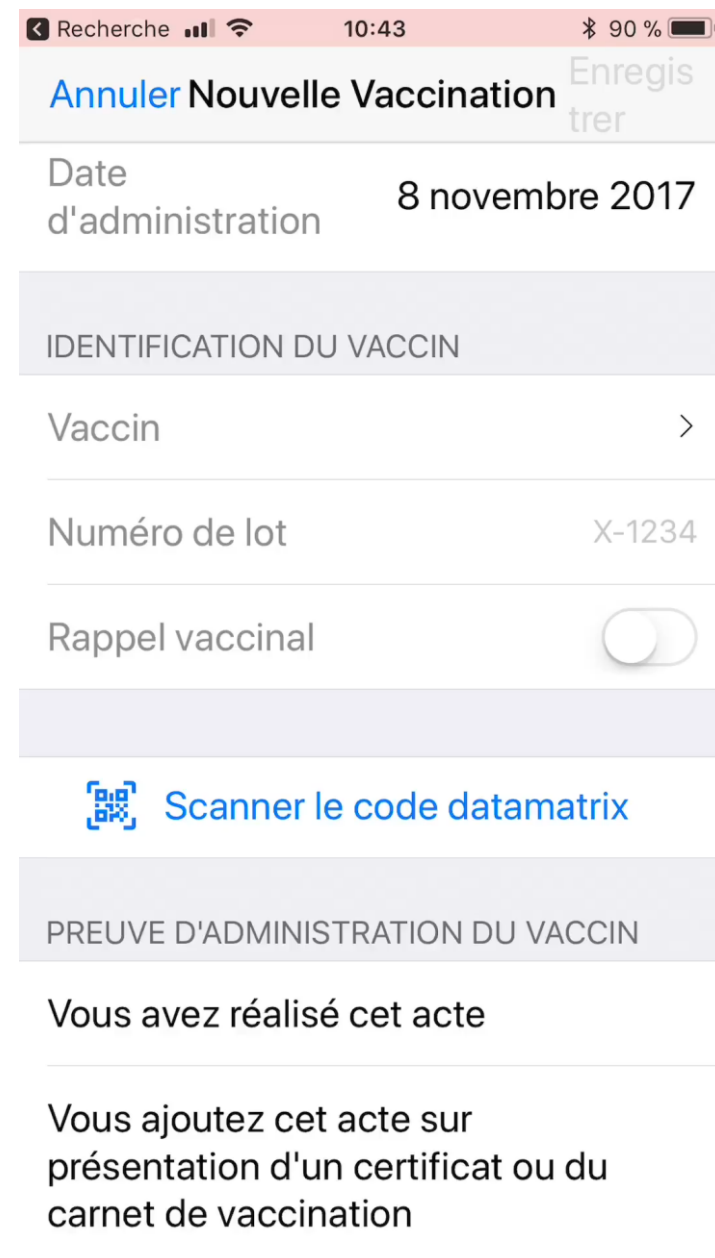 Recherche 10:43 90 %
Annuler Nouvelle Vaccination Enregis
trer
Date
d'administration 8 novembre 2017
IDENTIFICATION DU VACCIN
Vaccin
Numéro de lot X-1234
Rappel vaccinal
Scanner le code datamatrix
PREUVE D'ADMINISTRATION DU VACCIN
Vous avez réalisé cet acte
Vous ajoutez cet acte sur
présentation d'un certificat ou du
carnet de vaccination